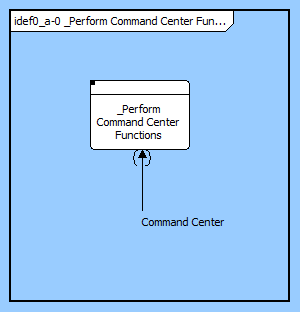 idef0_a-0 _Perform Command Center Fun...
_Perform
Command Center
Functions
Command Center